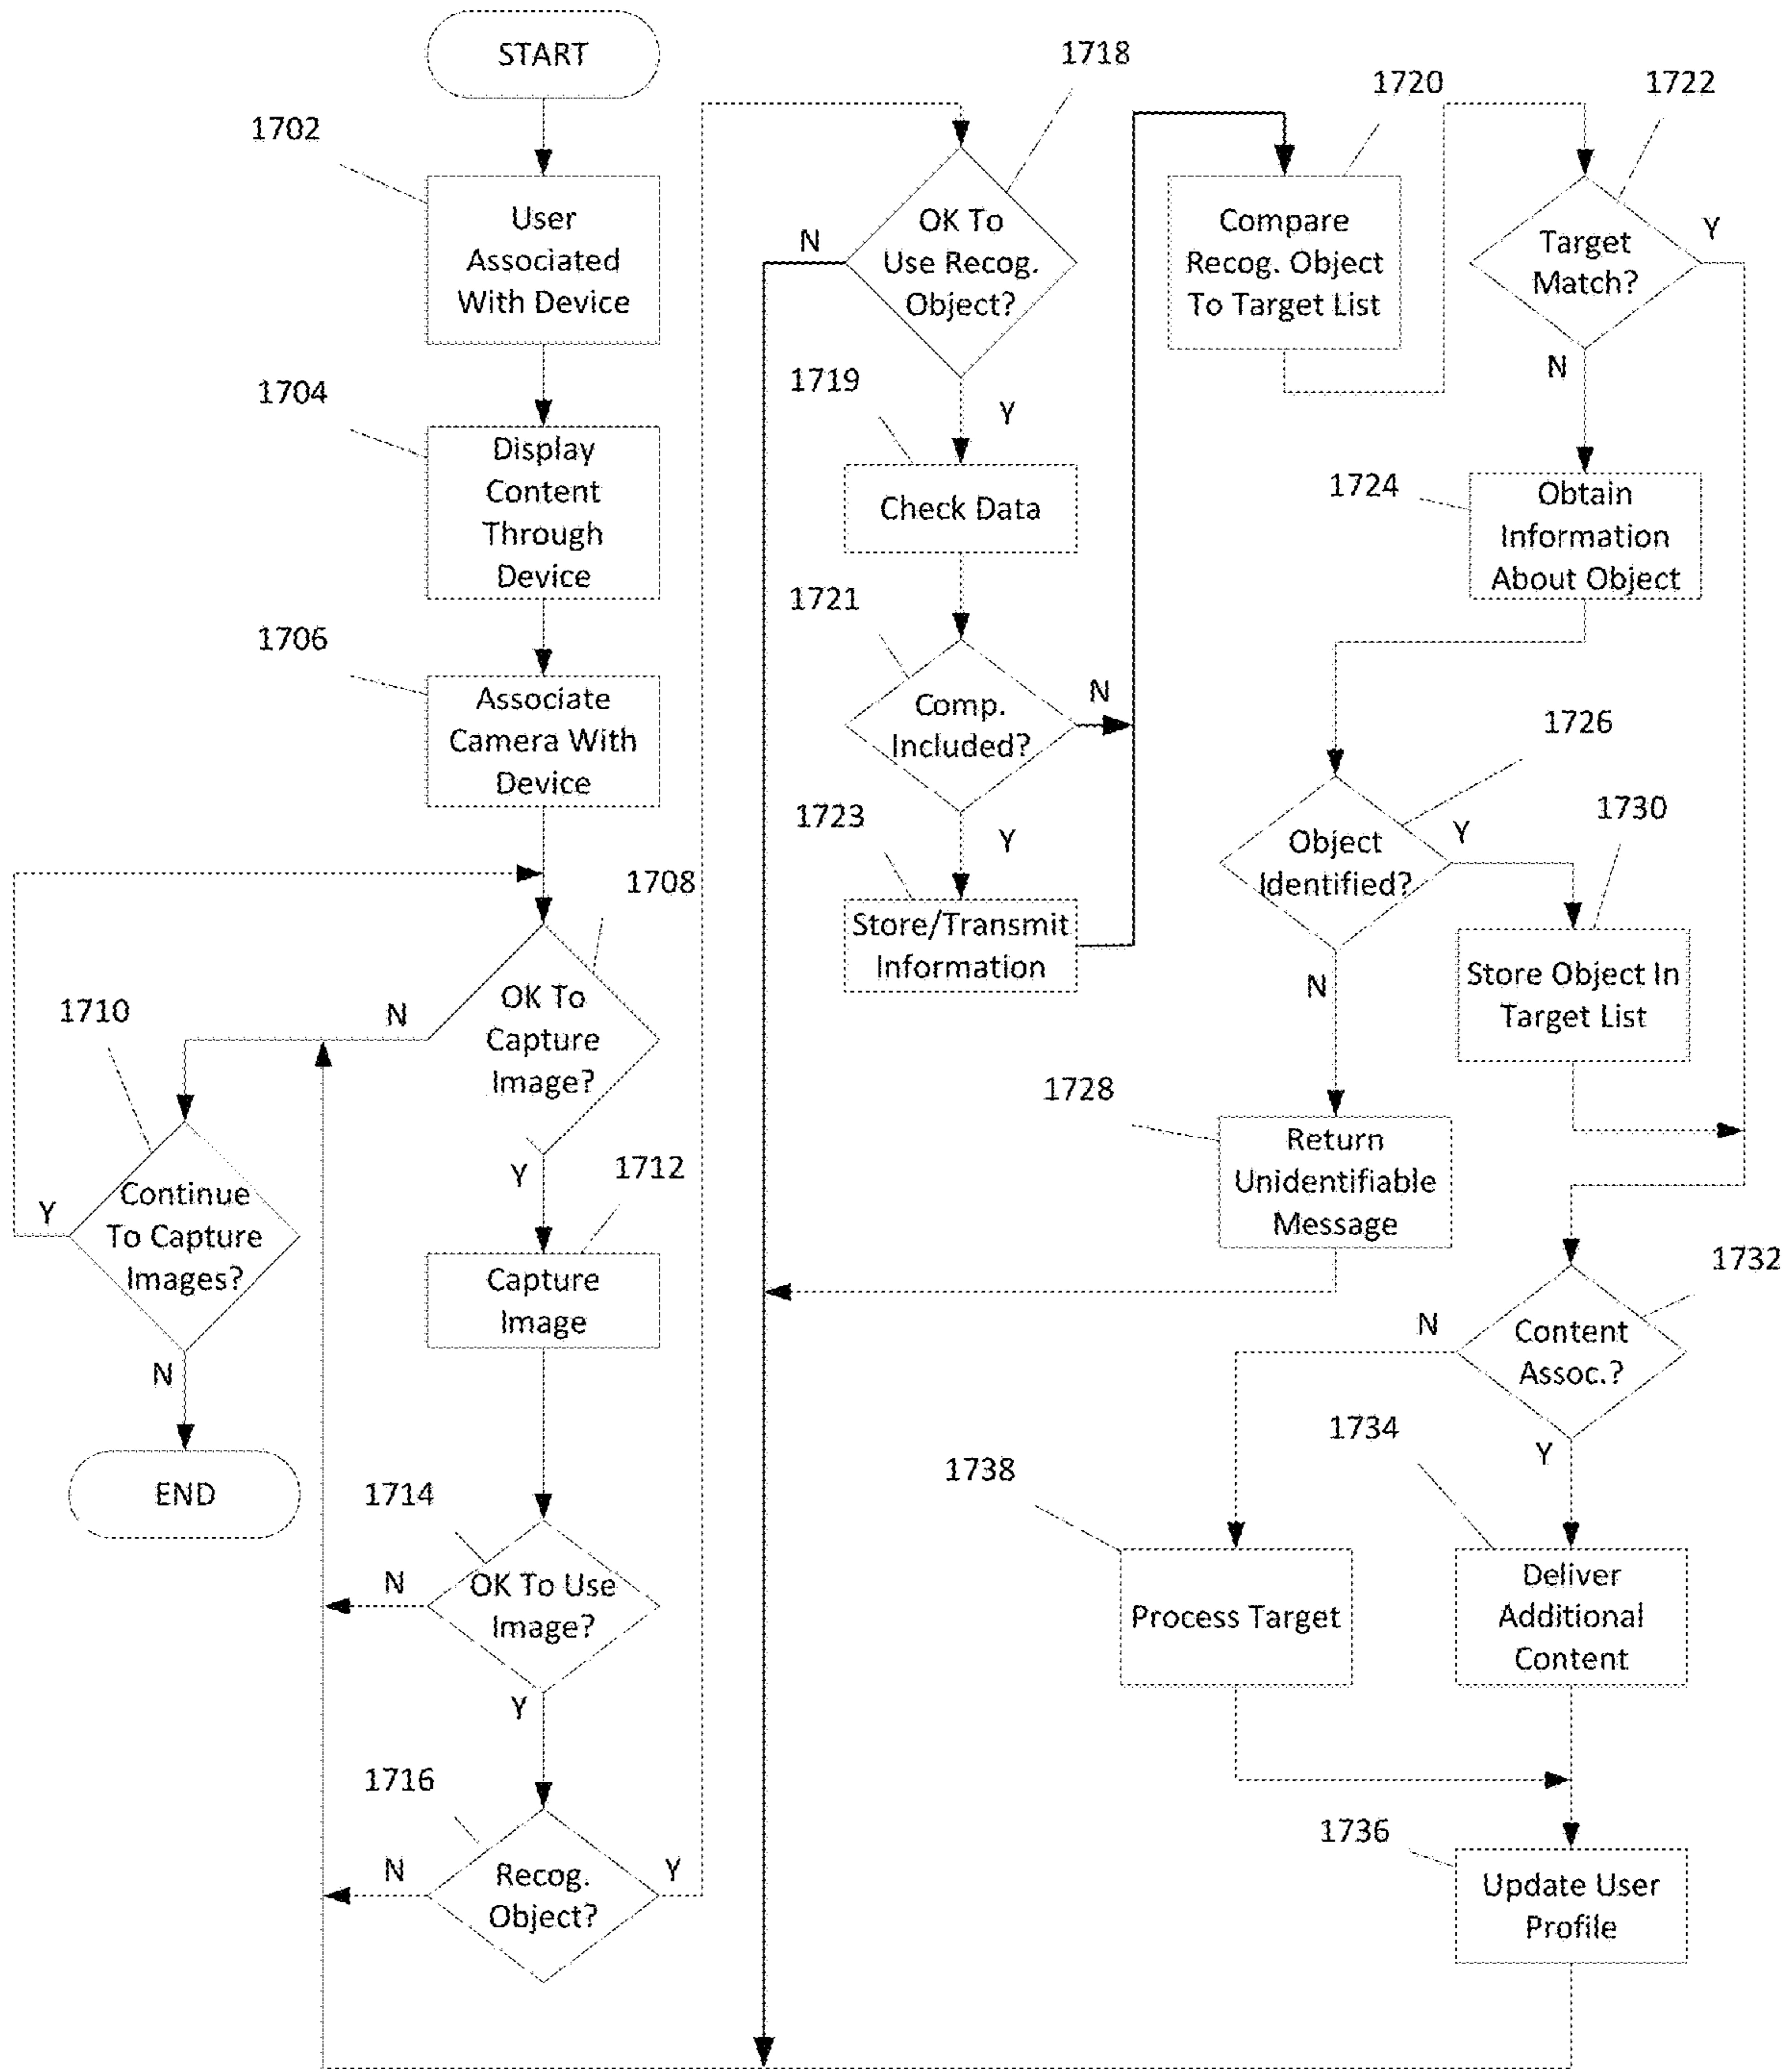 START
1702
User
Associated
With Device
1704
Display
Content
Through
Device
1706
Associate
Camera With
Device
1708
OK To
Capture
Image?
N
Y
1710
Continue
To Capture
Images?
Y
N
END
1712
Capture
Image
1714
OK To Use
Image?
N
Y
1716
Recog.
Object?
N
Y
1718
OK To
Use Recog.
Object?
N
Y
1719
Check Data
1721
Comp.
Included?
N
Y
1723
Store/Transmit
Information
1720
Compare
Recog. Object
To Target List
1722
Target
Match?
Y
N
1724
Obtain
Information
About Object
1726
Object
Identified?
Y
N
1730
Store Object In
Target List
1728
Return
Unidentifiable
Message
1732
Content
Assoc.?
N
Y
1734
Deliver
Additional
Content
1738
Process Target
1736
Update User
Profile